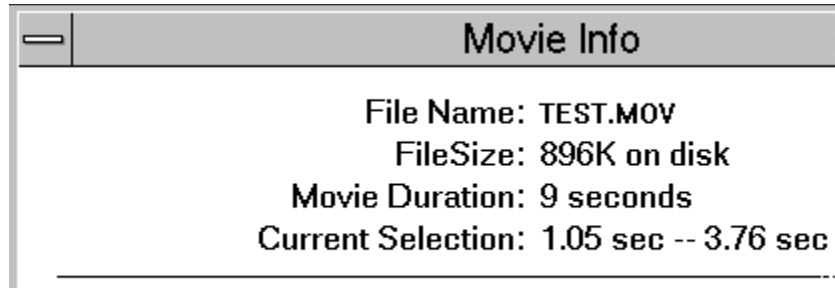 Movie Info
File Name: TEST.MOV
FileSize: 896K on disk
Movie Duration: 9 seconds
Current Selection: 1.05 sec -- 3.76 sec